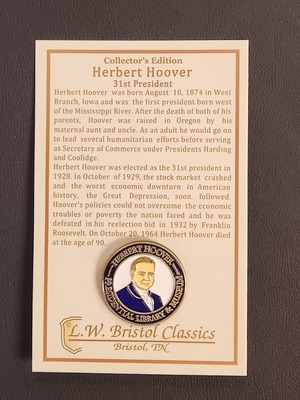 Collector's Edition
Herbert Hoover
31st President
Herbert Hoover was born August 10, 1874 in West
Branch, Iowa and was the first president born west
of the Mississippi River. After the death of both of his
parents, Hoover was raised in Oregon by his
maternal aunt and uncle. As an adult he would go on
to lead several humanitarian efforts before serving
as Secretary of Commerce under Presidents Harding
and Coolidge.
Herbert Hoover was elected as the 31st president in
1928. In October of 1929, the stock market crashed
and the worst economic downturn in American
history, the Great Depression, soon followed.
Hoover's policies could not overcome the economic
troubles or poverty the nation faced and he was
defeated in his reelection bid in 1932 by Franklin
Roosevelt. On October 20, 1964 Herbert Hoover died
at the age of 90.
HERBERT HOOVER
PRESIDENTIAL LIBRARY & MUSEUM
L.W. Bristol Classics
Bristol, TN